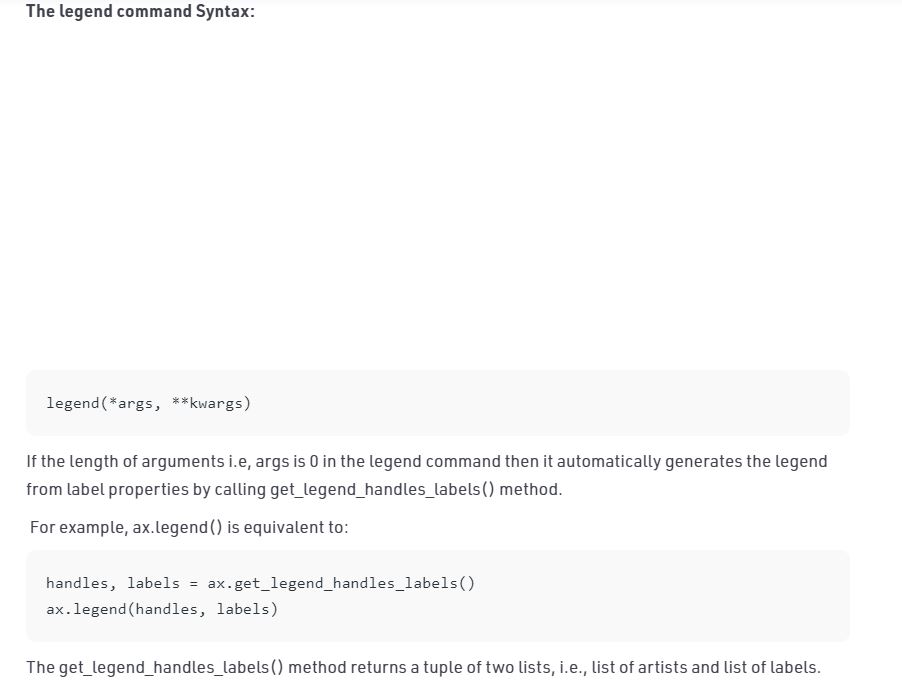 The legend command Syntax:
legend(*args, **kwargs)
If the length of arguments i.e, args is 0 in the legend command then it automatically generates the legend
from label properties by calling get_legend_handles_labels() method.
For example, ax.legend() is equivalent to:
handles, labels = ax.get_legend_handles_labels()
ax.legend(handles, labels)
The get_legend_handles_labels() method returns a tuple of two lists, i.e., list of artists and list of labels.